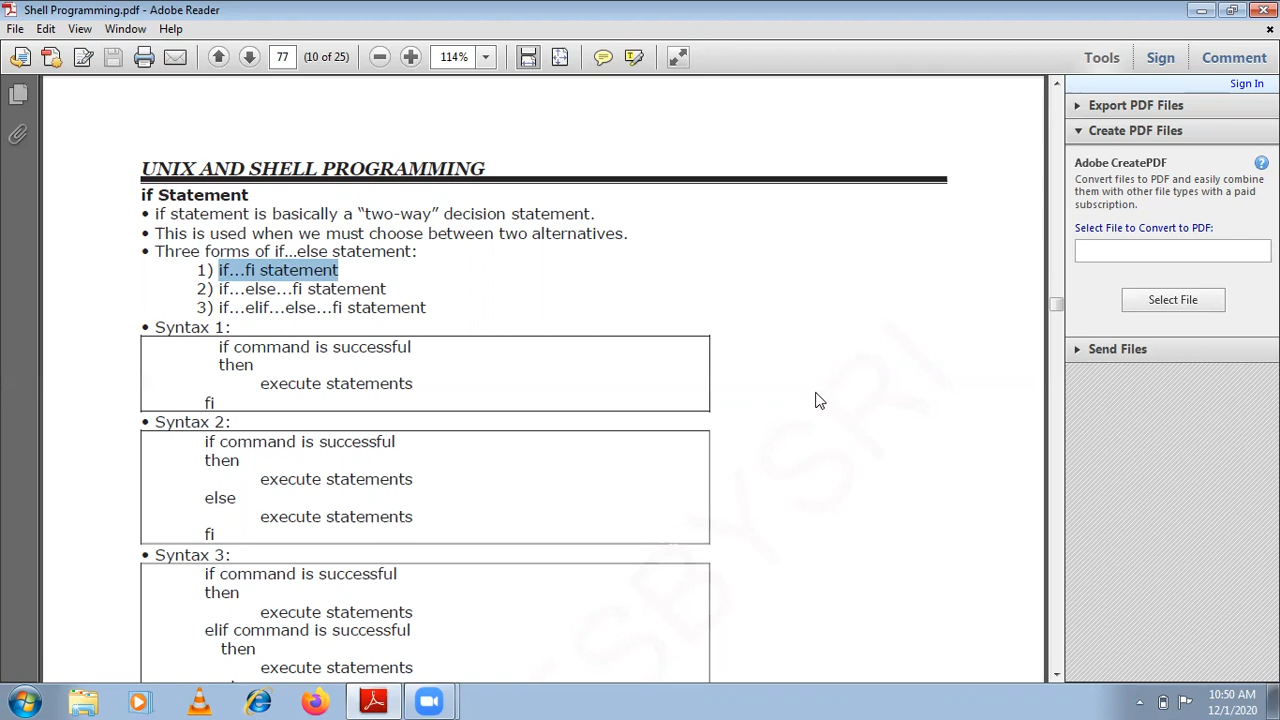 Shell Programming.pdf - Adobe Reader
File Edit View Window Help
77 (10 of 25) 114% Tools Sign Comment
Sign In
Export PDF Files
Create PDF Files
Adobe CreatePDF
Convert files to PDF and easily combine
them with other file types with a paid
subscription.
Select File to Convert to PDF:
Select File
Send Files
UNIX AND SHELL PROGRAMMING
if Statement
• if statement is basically a “two-way” decision statement.
• This is used when we must choose between two alternatives.
• Three forms of if…else statement:
1) if…fi statement
2) if…else…fi statement
3) if…elif…else…fi statement
• Syntax 1:
if command is successful
then
execute statements
fi
• Syntax 2:
if command is successful
then
execute statements
else
execute statements
fi
• Syntax 3:
if command is successful
then
execute statements
elif command is successful
then
execute statements
10:50 AM
12/1/2020